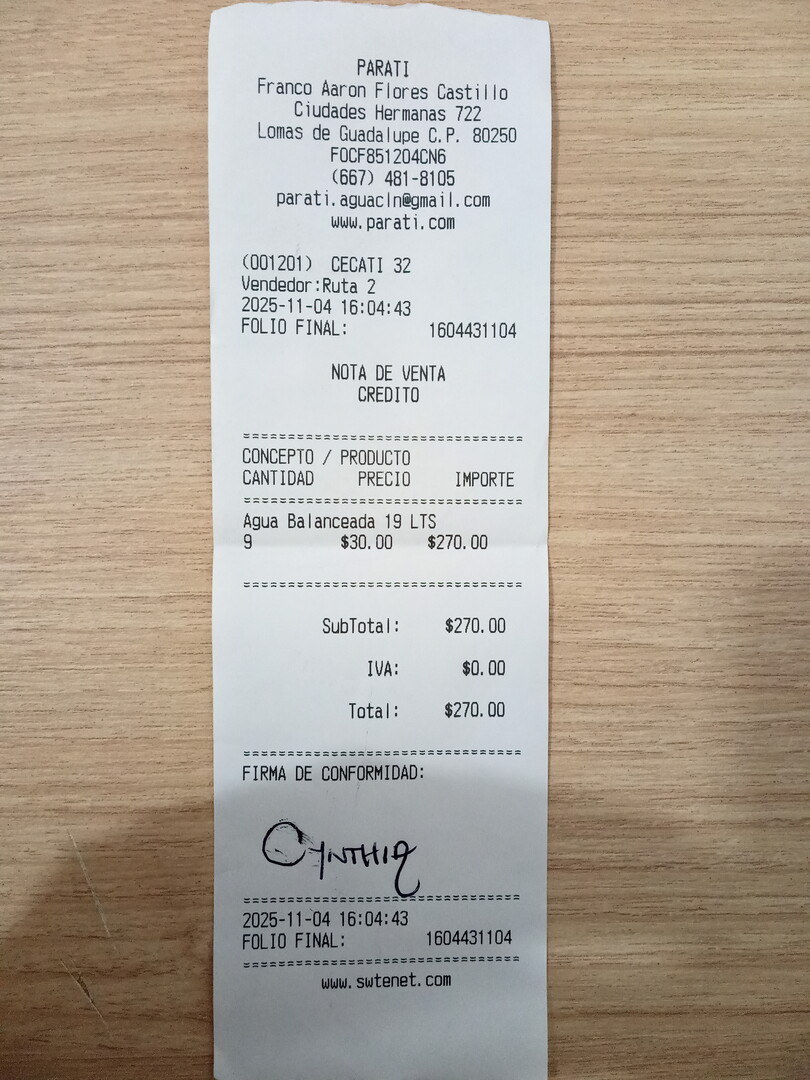 PARATI
Franco Aaron Flores Castillo
Ciudades Hermanas 722
Lomas de Guadalupe C.P. 80250
FOCF851204CN6
(667) 481-8105
parati.aguacln@gmail.com
www.parati.com
(001201) CECATI 32
Vendedor:Ruta 2
2025-11-04 16:04:43
FOLIO FINAL: 1604431104
NOTA DE VENTA
CREDITO
================================
CONCEPTO / PRODUCTO
CANTIDAD PRECIO IMPORTE
================================
Agua Balanceada 19 LTS
9 $30.00 $270.00
================================
SubTotal: $270.00
IVA: $0.00
Total: $270.00
================================
FIRMA DE CONFORMIDAD:
CYNTHIA
================================
2025-11-04 16:04:43
FOLIO FINAL: 1604431104
================================
www.swtenet.com